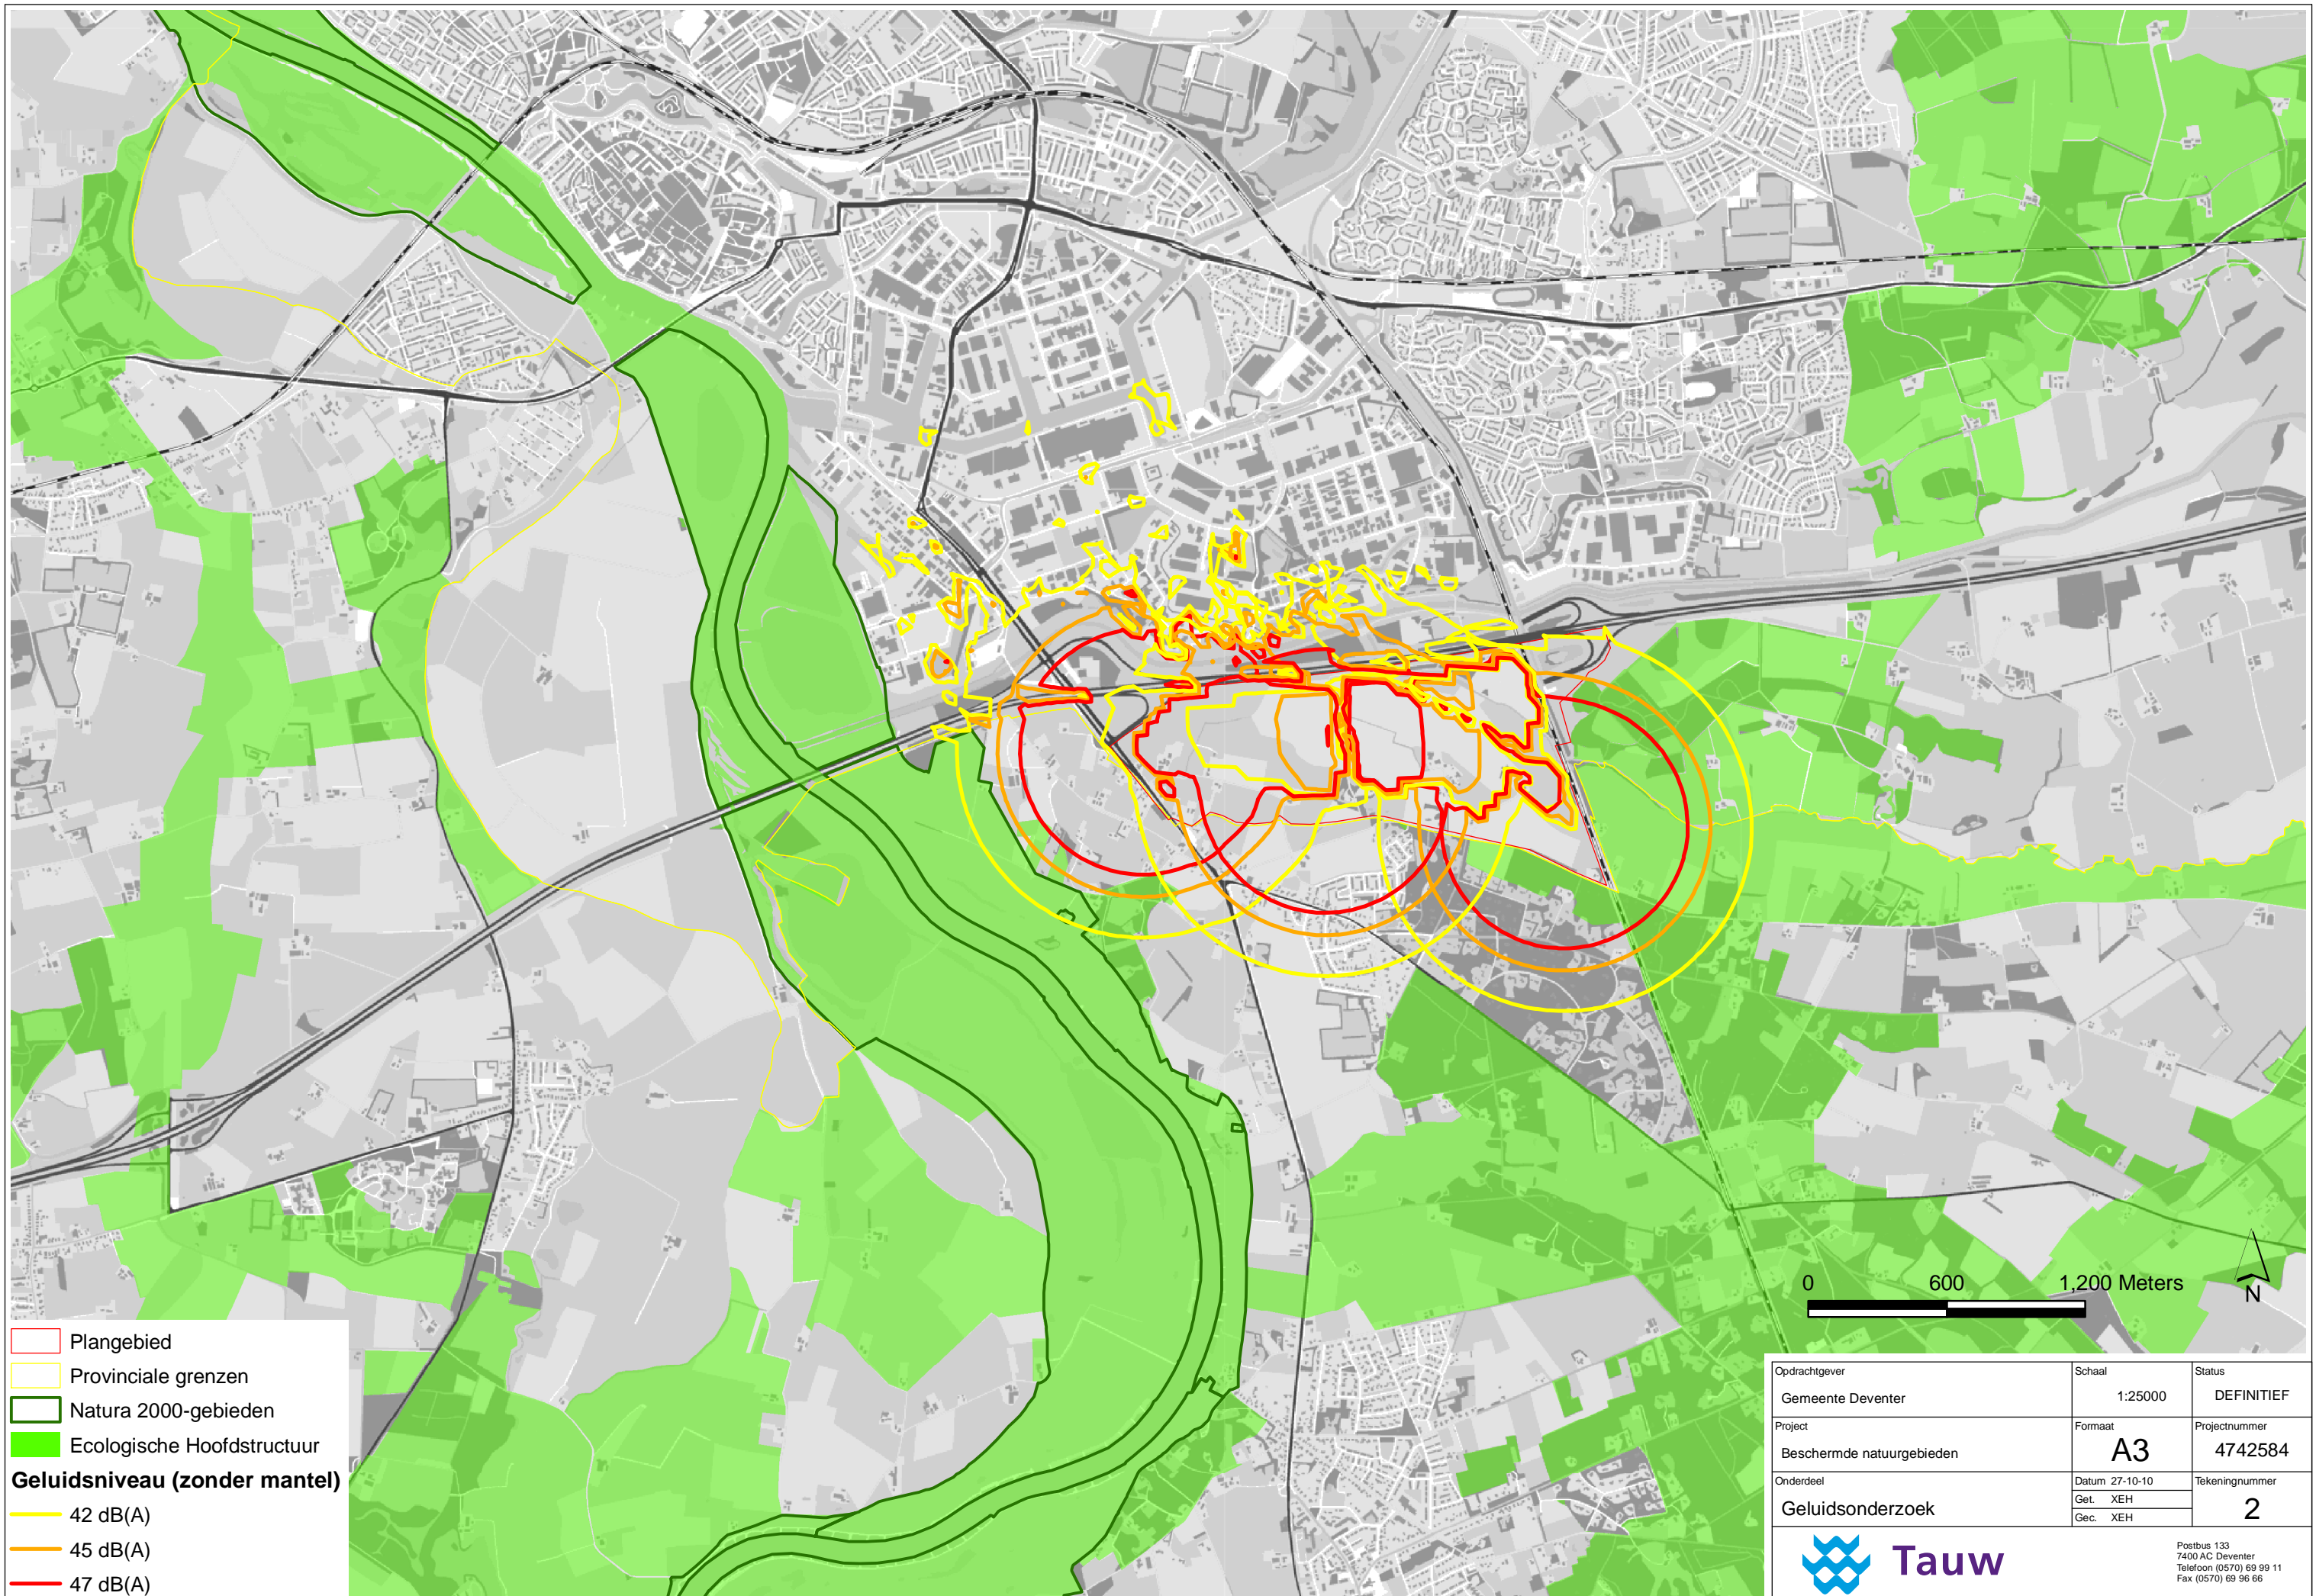 0 600 1,200 Meters
N
Plangebied
Provinciale grenzen
Natura 2000-gebieden
Ecologische Hoofdstructuur
Geluidsniveau (zonder mantel)
42 dB(A)
45 dB(A)
47 dB(A)
Opdrachtgever
Gemeente Deventer
Schaal
1:25000
Status
DEFINITIEF
Project
Beschermde natuurgebieden
Formaat
A3
Projectnummer
4742584
Onderdeel
Geluidsonderzoek
Datum 27-10-10
Get. XEH
Gec. XEH
Tekeningnummer
2
Tauw
Postbus 133
7400 AC Deventer
Telefoon (0570) 69 99 11
Fax (0570) 69 96 66